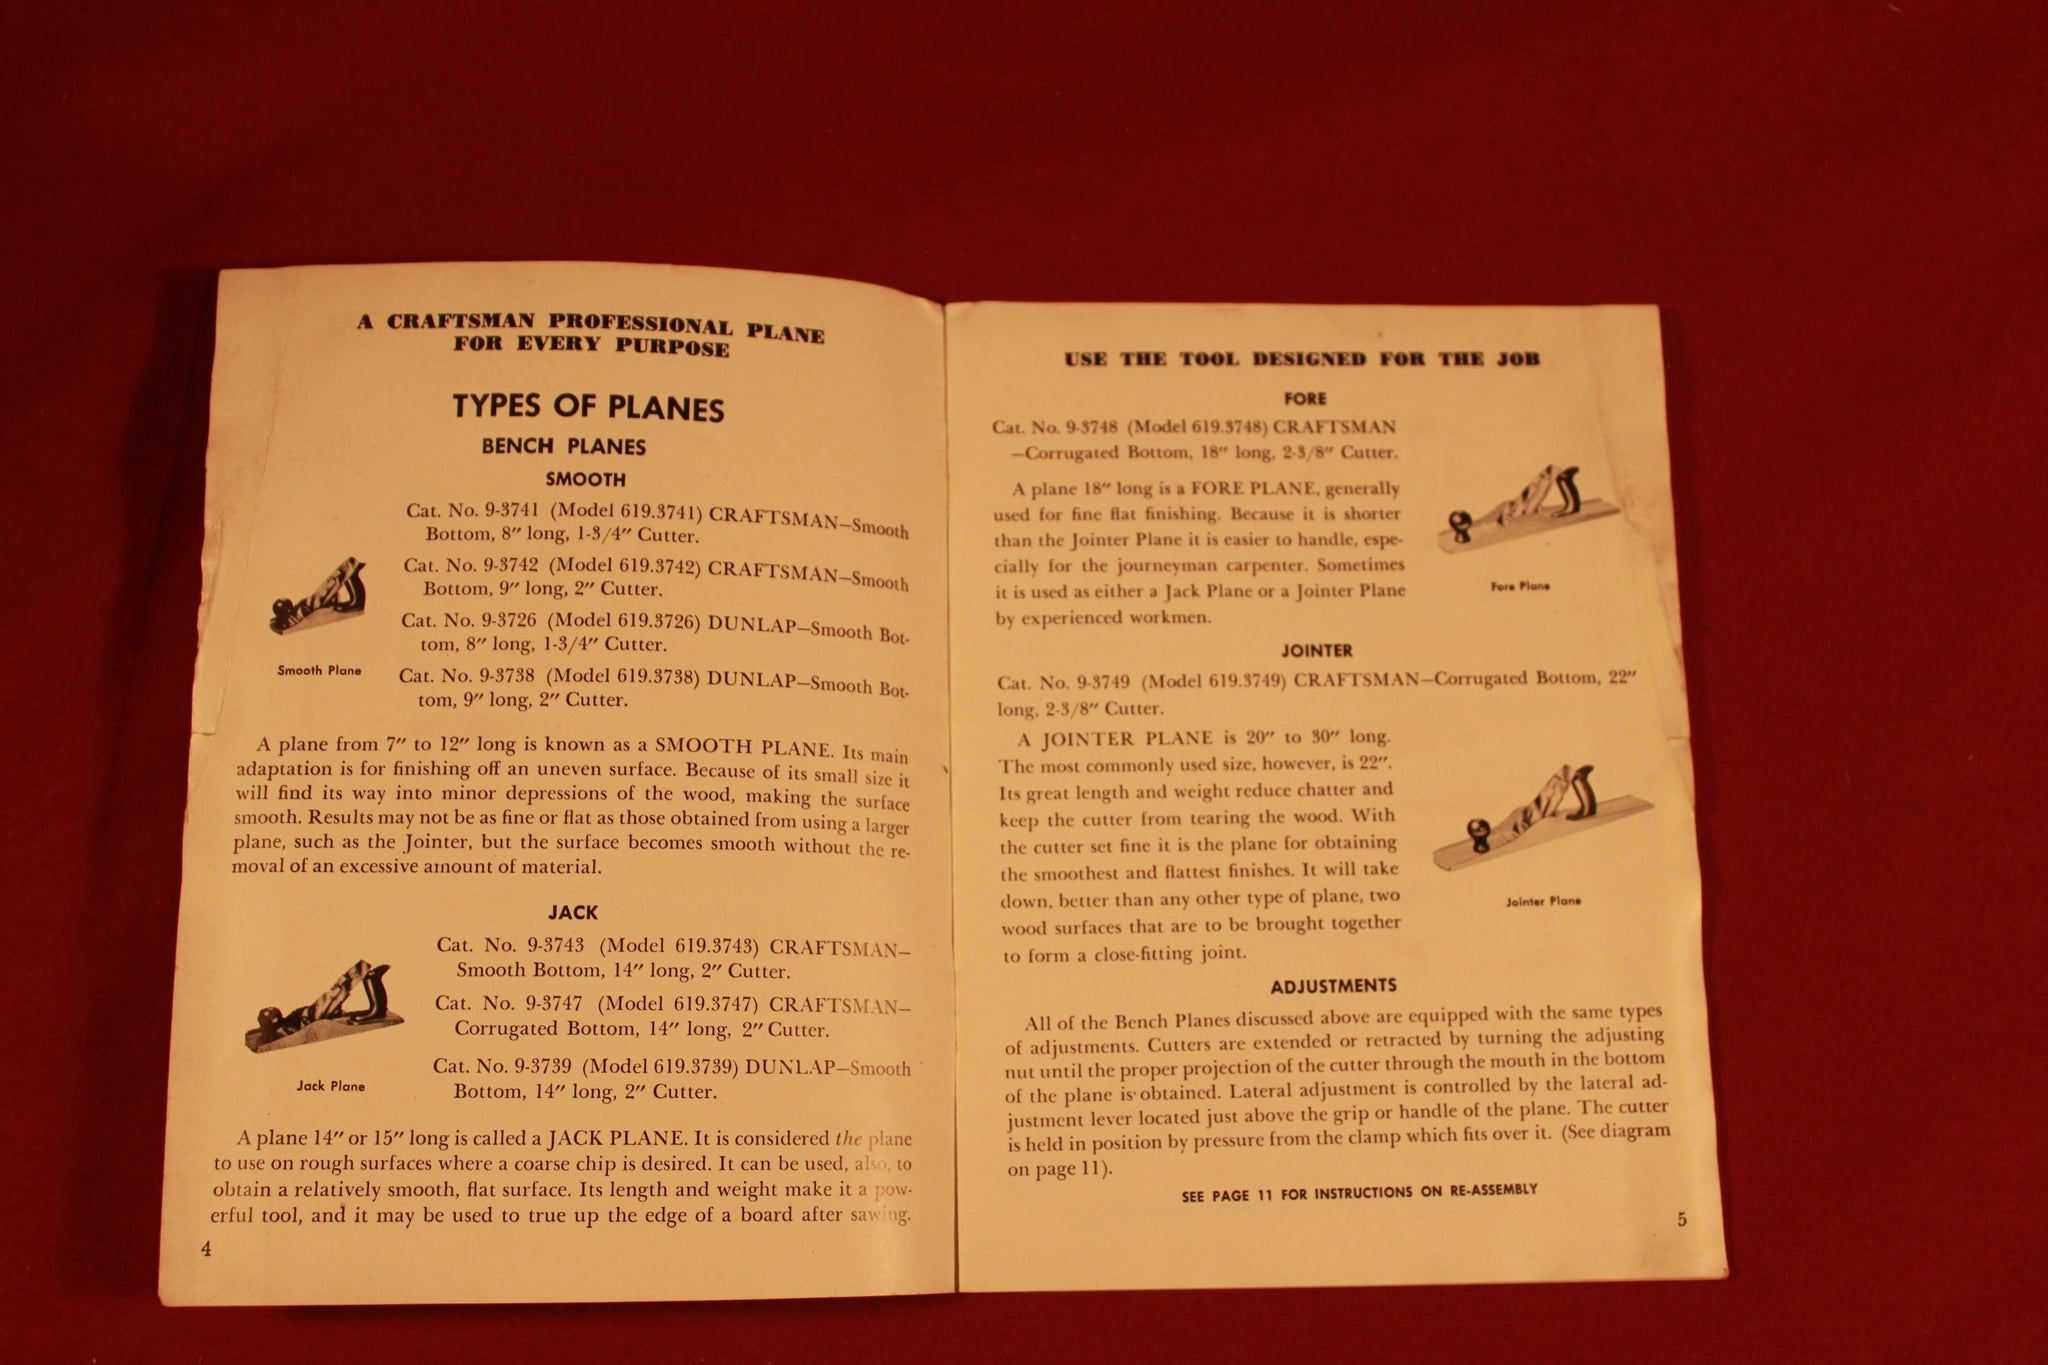 A CRAFTSMAN PROFESSIONAL PLANE
FOR EVERY PURPOSE
TYPES OF PLANES
BENCH PLANES
SMOOTH
Cat. No. 9-3741 (Model 619.3741) CRAFTSMAN—Smooth
Bottom, 8" long, 1-3/4" Cutter.
Cat. No. 9-3742 (Model 619.3742) CRAFTSMAN—Smooth
Bottom, 9" long, 2" Cutter.
Cat. No. 9-3726 (Model 619.3726) DUNLAP—Smooth Bot-
tom, 8" long, 1-3/4" Cutter.
Cat. No. 9-3738 (Model 619.3738) DUNLAP—Smooth Bot-
tom, 9" long, 2" Cutter.
Smooth Plane
A plane from 7" to 12" long is known as a SMOOTH PLANE. Its main
adaptation is for finishing off an uneven surface. Because of its small size it
will find its way into minor depressions of the wood, making the surface
smooth. Results may not be as fine or flat as those obtained from using a larger
plane, such as the Jointer, but the surface becomes smooth without the re-
moval of an excessive amount of material.
JACK
Cat. No. 9-3743 (Model 619.3743) CRAFTSMAN—
Smooth Bottom, 14" long, 2" Cutter.
Cat. No. 9-3747 (Model 619.3747) CRAFTSMAN—
Corrugated Bottom, 14" long, 2" Cutter.
Cat. No. 9-3739 (Model 619.3739) DUNLAP—Smooth
Bottom, 14" long, 2" Cutter.
Jack Plane
A plane 14" or 15" long is called a JACK PLANE. It is considered the plane
to use on rough surfaces where a coarse chip is desired. It can be used, also, to
obtain a relatively smooth, flat surface. Its length and weight make it a pow-
erful tool, and it may be used to true up the edge of a board after sawing.
4
USE THE TOOL DESIGNED FOR THE JOB
FORE
Cat. No. 9-3748 (Model 619.3748) CRAFTSMAN
—Corrugated Bottom, 18" long, 2-3/8" Cutter.
A plane 18" long is a FORE PLANE, generally
used for fine flat finishing. Because it is shorter
than the Jointer Plane it is easier to handle, espe-
cially for the journeyman carpenter. Sometimes
it is used as either a Jack Plane or a Jointer Plane
by experienced workmen.
Fore Plane
JOINTER
Cat. No. 9-3749 (Model 619.3749) CRAFTSMAN—Corrugated Bottom, 22"
long, 2-3/8" Cutter.
A JOINTER PLANE is 20" to 30" long.
The most commonly used size, however, is 22".
Its great length and weight reduce chatter and
keep the cutter from tearing the wood. With
the cutter set fine it is the plane for obtaining
the smoothest and flattest finishes. It will take
down, better than any other type of plane, two
wood surfaces that are to be brought together
to form a close-fitting joint.
Jointer Plane
ADJUSTMENTS
All of the Bench Planes discussed above are equipped with the same types
of adjustments. Cutters are extended or retracted by turning the adjusting
nut until the proper projection of the cutter through the mouth in the bottom
of the plane is obtained. Lateral adjustment is controlled by the lateral ad-
justment lever located just above the grip or handle of the plane. The cutter
is held in position by pressure from the clamp which fits over it. (See diagram
on page 11).
SEE PAGE 11 FOR INSTRUCTIONS ON RE-ASSEMBLY
5